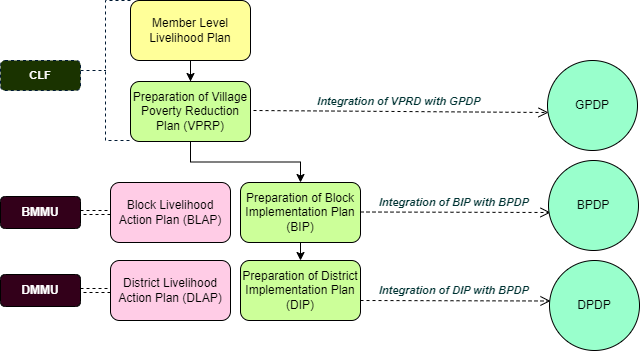 Member Level
Livelihood Plan
CLF
Preparation of Village
Poverty Reduction
Plan (VPRP)
Integration of VPRD with GPDP
GPDP
BMMU
Block Livelihood
Action Plan (BLAP)
Preparation of Block
Implementation Plan
(BIP)
Integration of BIP with BPDP
BPDP
DMMU
District Livelihood
Action Plan (DLAP)
Preparation of District
Implementation Plan
(DIP)
Integration of DIP with BPDP
DPDP